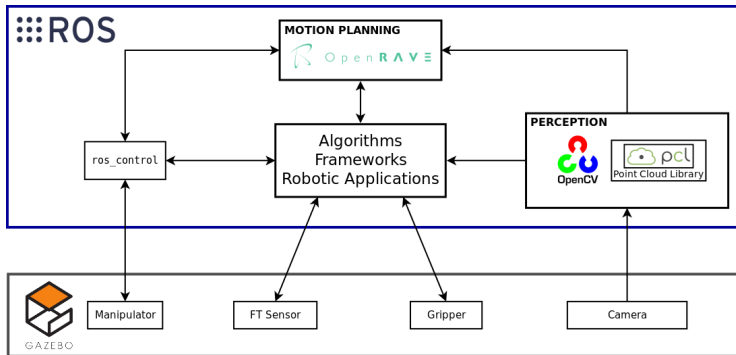 ROS
MOTION PLANNING
OpenRAVE
PERCEPTION
Algorithms
Frameworks
Robotic Applications
ros_control
OpenCV
pcl
Point Cloud Library
GAZEBO
Manipulator
FT Sensor
Gripper
Camera